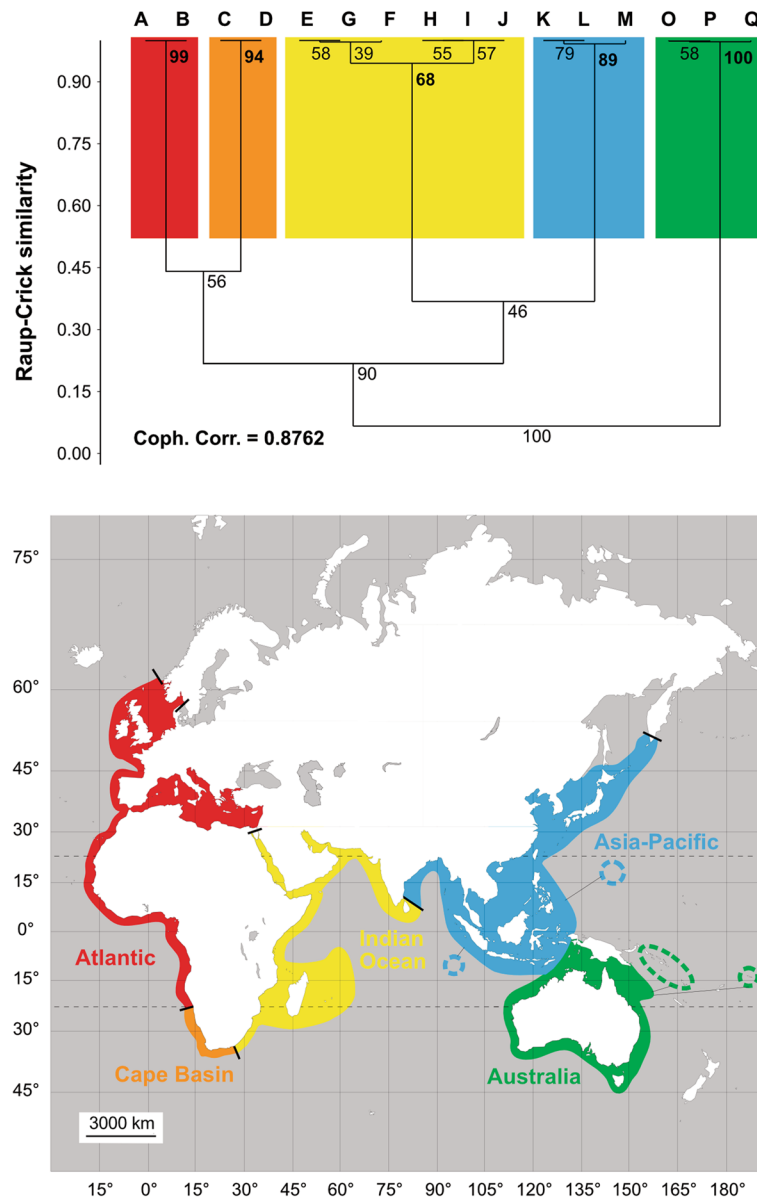 A B C D E G F H I J K L M O P Q
58 39 55 57 79 58
99 94 89 100
68
0.90
0.75
0.60
0.45
0.30
0.15
0.00
Raup-Crick similarity
56
46
90
100
Coph. Corr. = 0.8762
75°
60°
45°
30°
15°
0°
15°
30°
45°
Asia-Pacific
Indian
Ocean
Atlantic
Cape Basin
Australia
3000 km
15° 0° 15° 30° 45° 60° 75° 90° 105° 120° 135° 150° 165° 180°